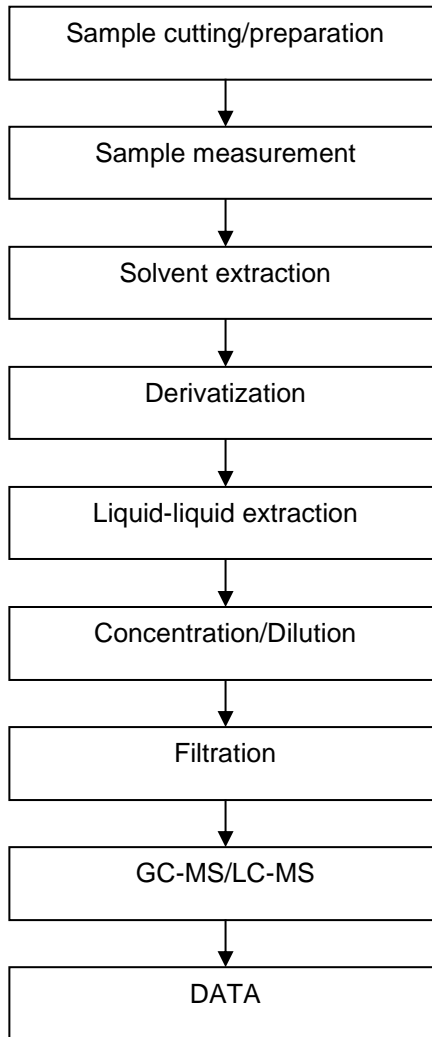 Sample cutting/preparation
Sample measurement
Solvent extraction
Derivatization
Liquid-liquid extraction
Concentration/Dilution
Filtration
GC-MS/LC-MS
DATA